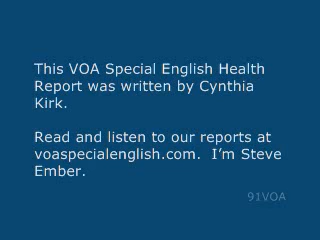 This VOA Special English Health
Report was written by Cynthia
Kirk.
Read and listen to our reports at
voaspecialenglish.com.  I'm Steve
Ember.
91VOA